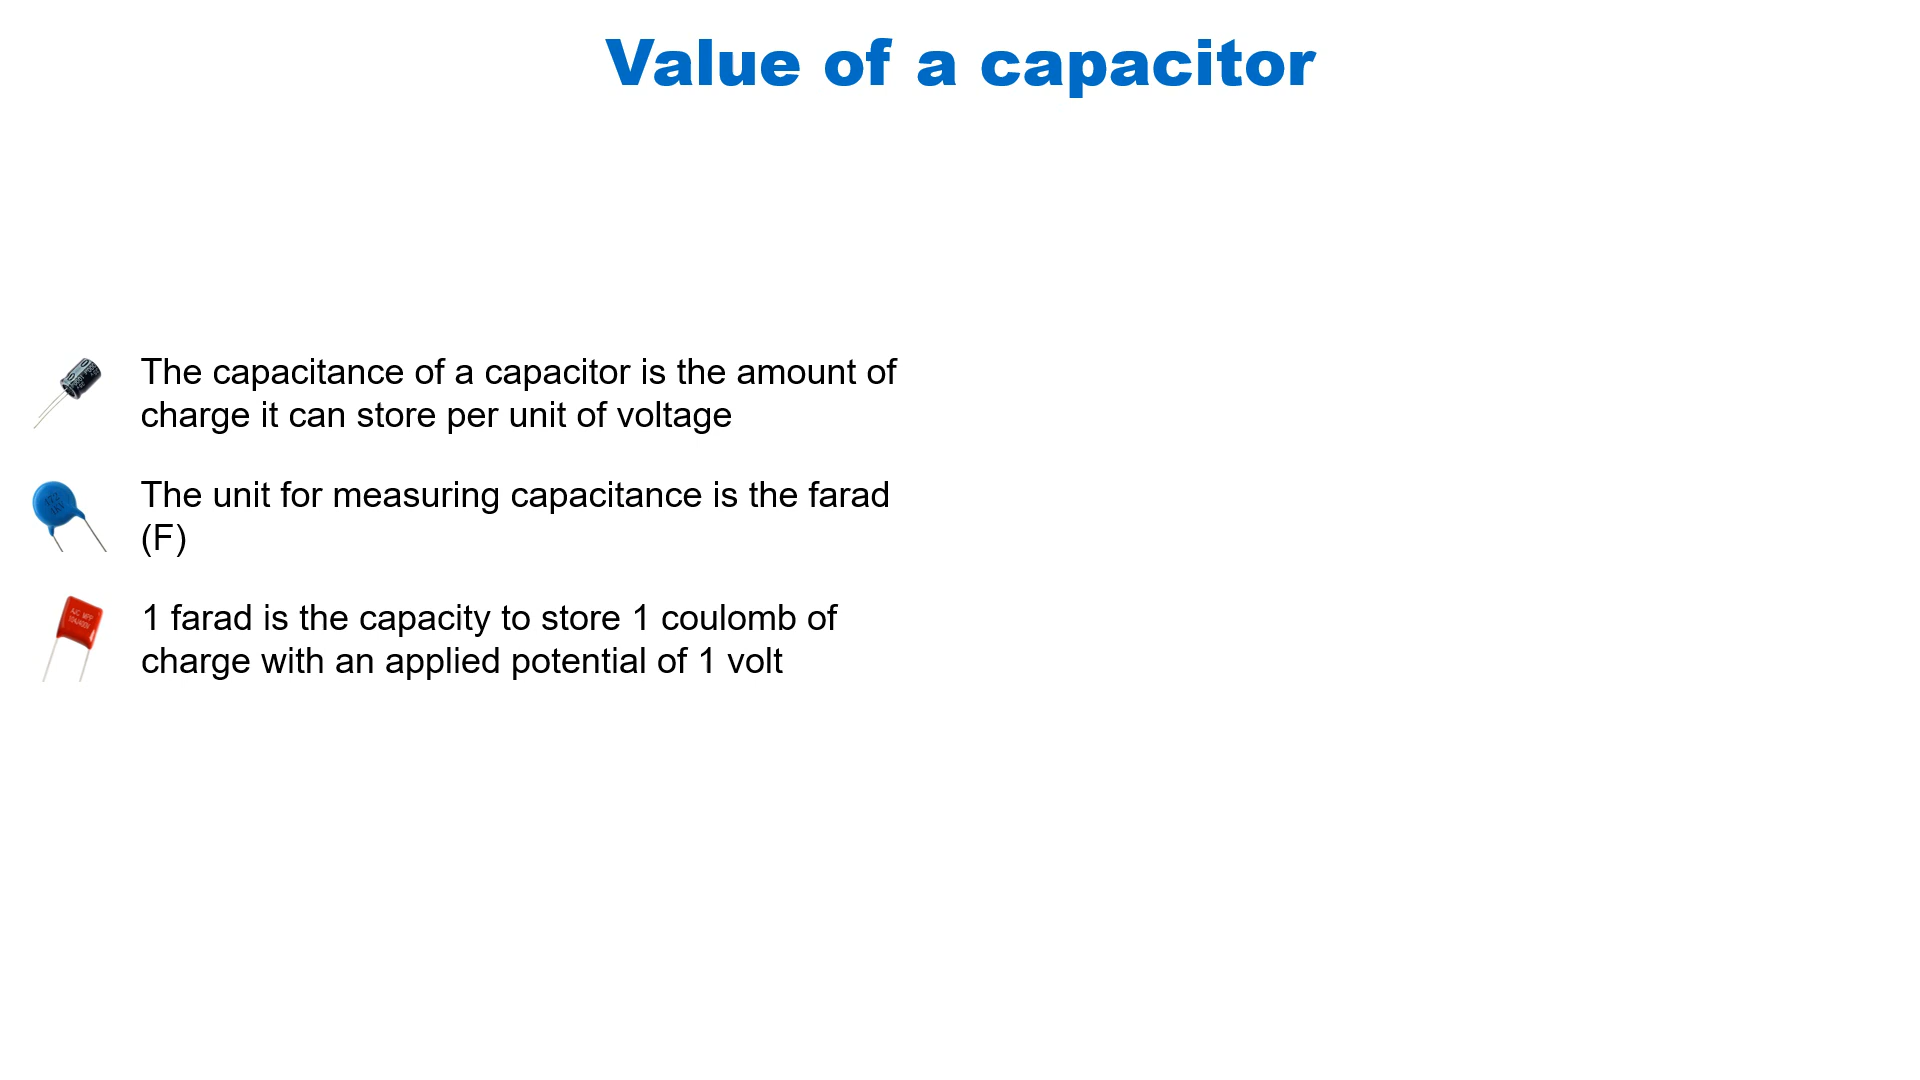 Value of a capacitor
The capacitance of a capacitor is the amount of
charge it can store per unit of voltage
The unit for measuring capacitance is the farad
(F)
1 farad is the capacity to store 1 coulomb of
charge with an applied potential of 1 volt